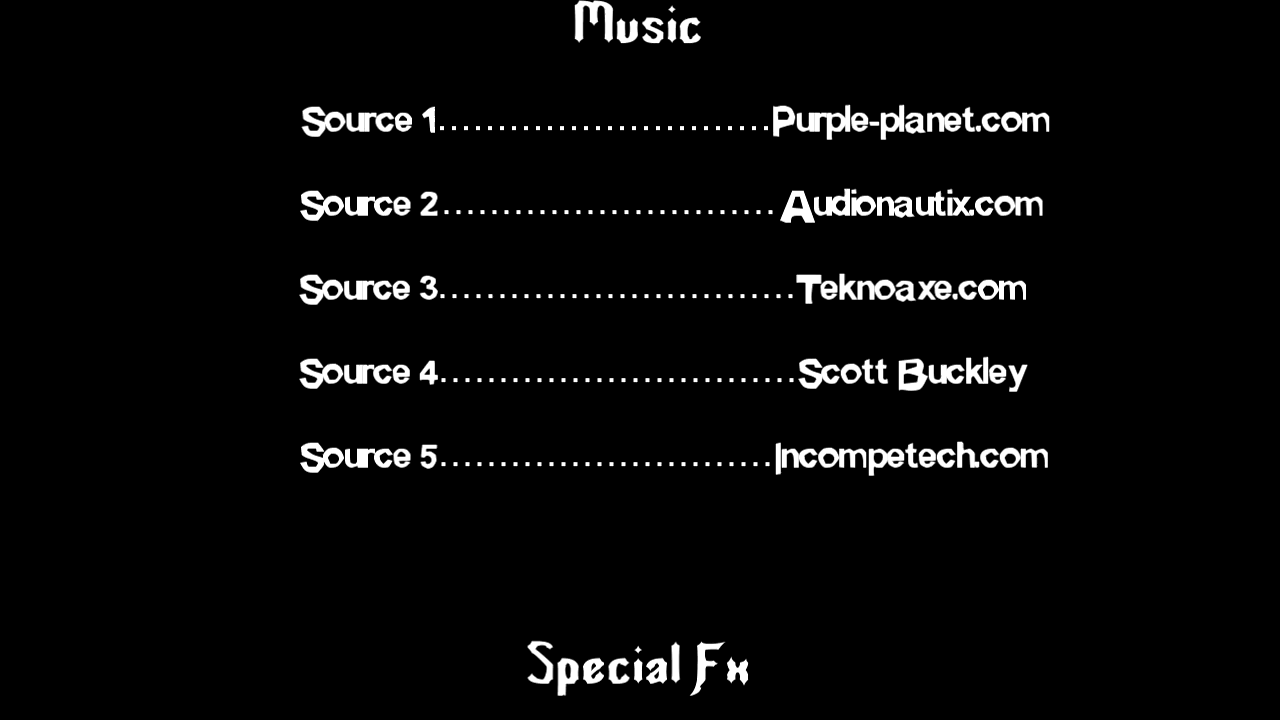 Music
Source 1............................Purple-planet.com
Source 2............................Audionautix.com
Source 3..............................Teknoaxe.com
Source 4..............................Scott Buckley
Source 5............................Incompetech.com
Special Fx